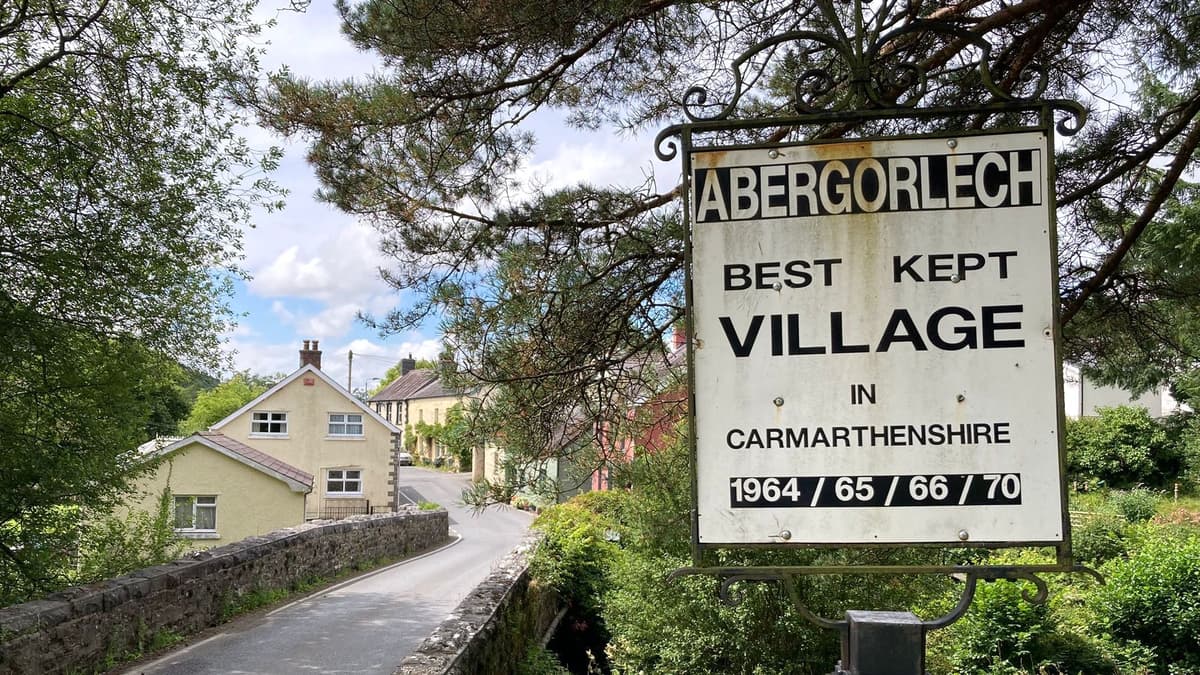 ABERGORLECH
BEST KEPT
VILLAGE
IN
CARMARTHENSHIRE
1964 / 65 / 66 / 70